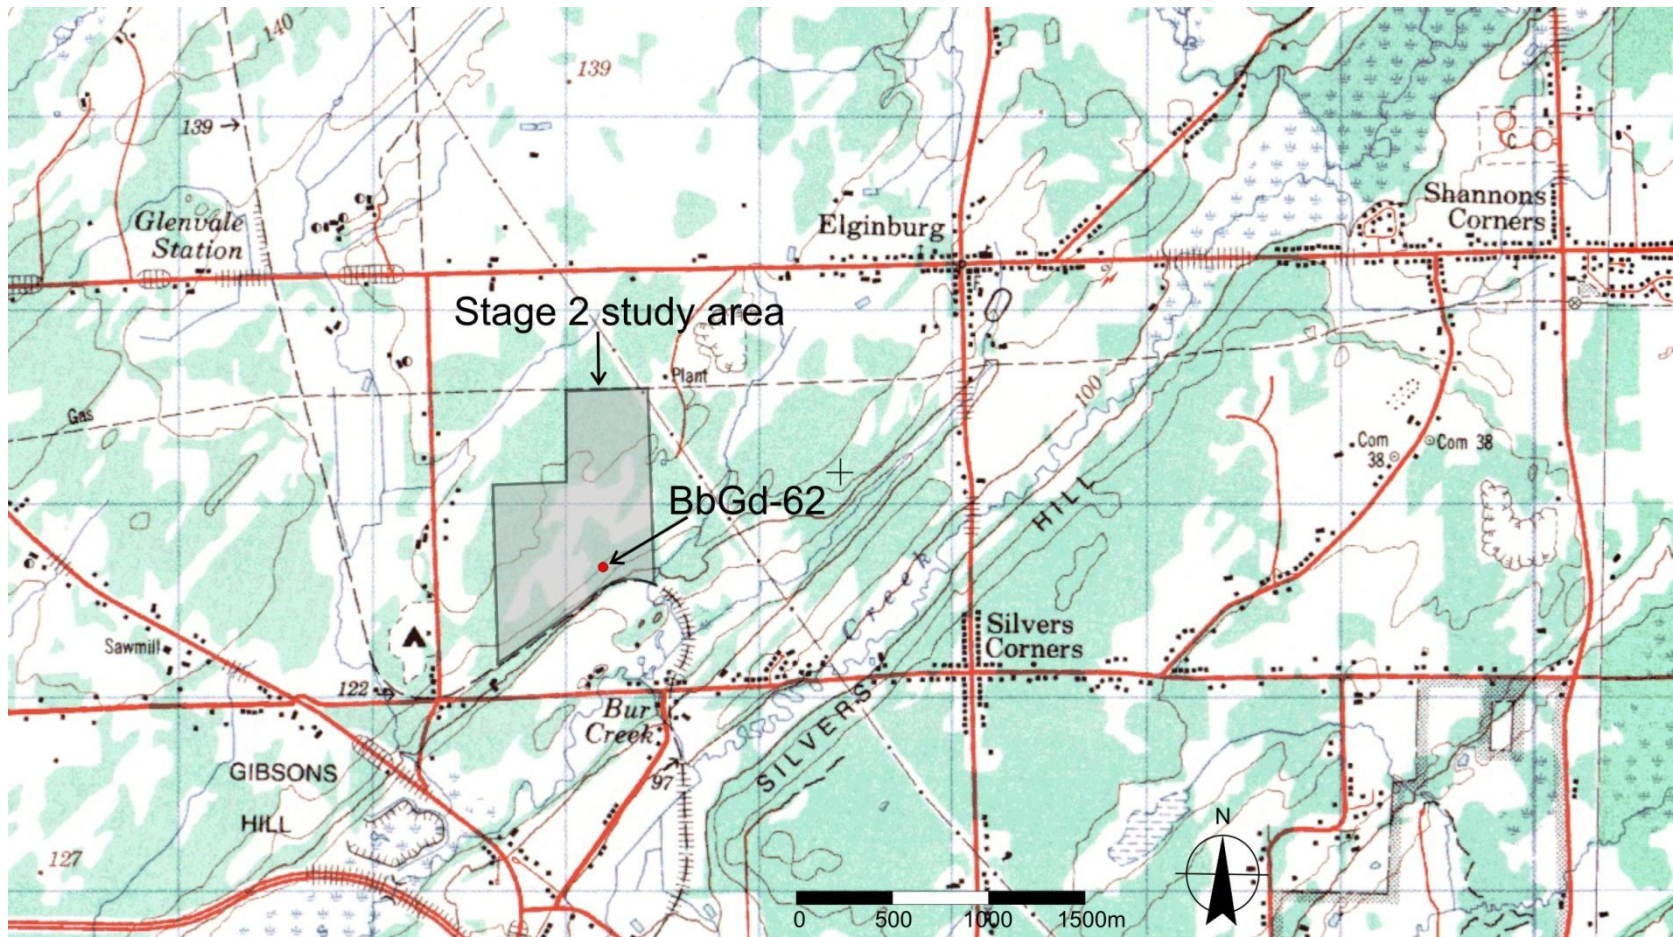 140
139
139
Glenvale
Station
Elginburg
Shannons
Corners
C
Stage 2 study area
Plant
Gas
100
Com
38
Com 38
BbGd-62
HILL
Creek
Sawmill
Silvers
Corners
122
SILVERS
Bur
Creek
97
GIBSONS
HILL
127
N
0 500 1000 1500m